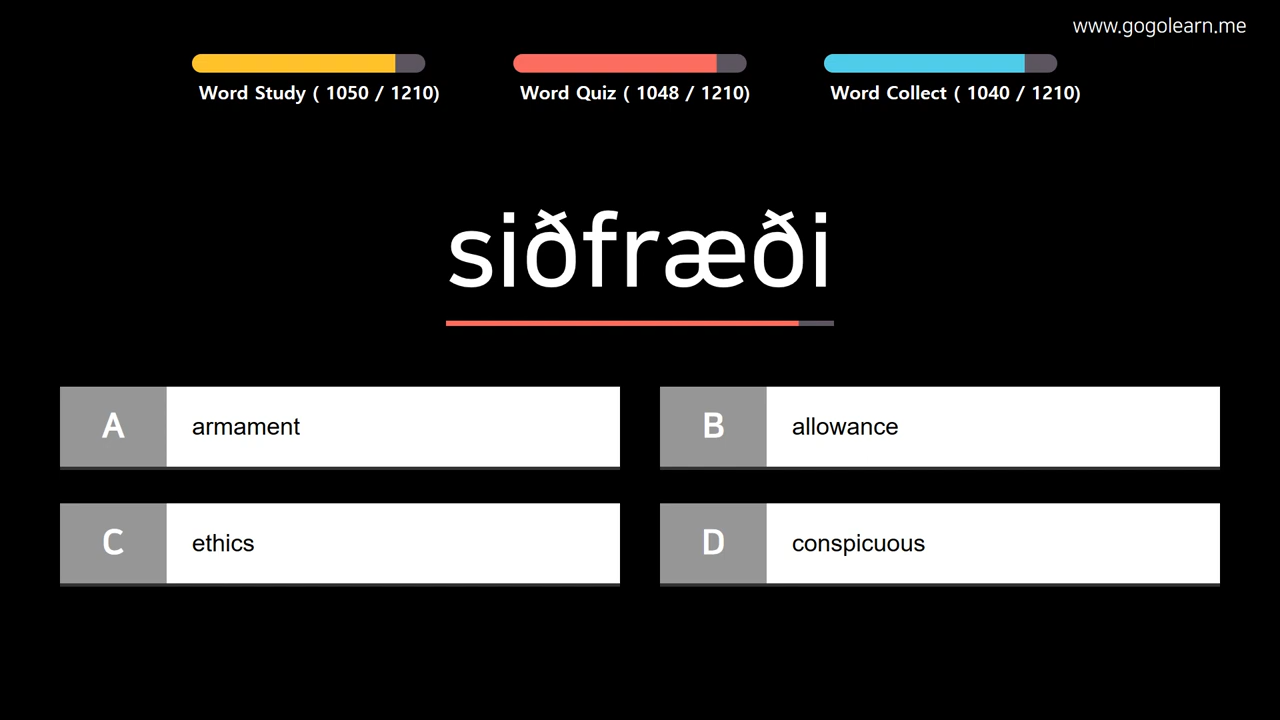 www.gogolearn.me
Word Study ( 1050 / 1210)
Word Quiz ( 1048 / 1210)
Word Collect ( 1040 / 1210)
siðfræði
A armament
B allowance
C ethics
D conspicuous